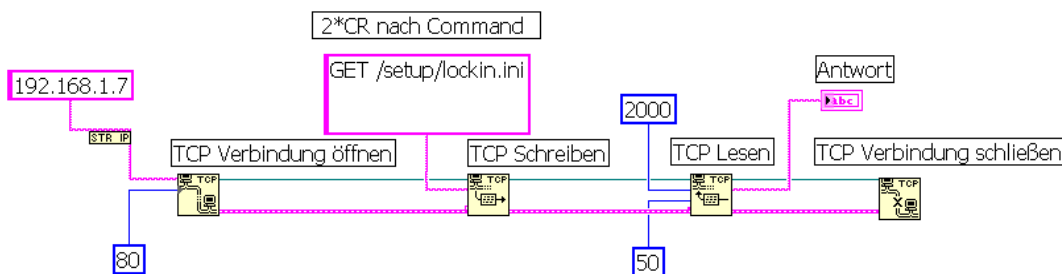 2*CR nach Command
GET /setup/lockin.ini
192.168.1.7
Antwort
abc
2000
STR IP
TCP Verbindung öffnen
TCP Schreiben
TCP Lesen
TCP Verbindung schließen
TCP
TCP
TCP
TCP
80
50